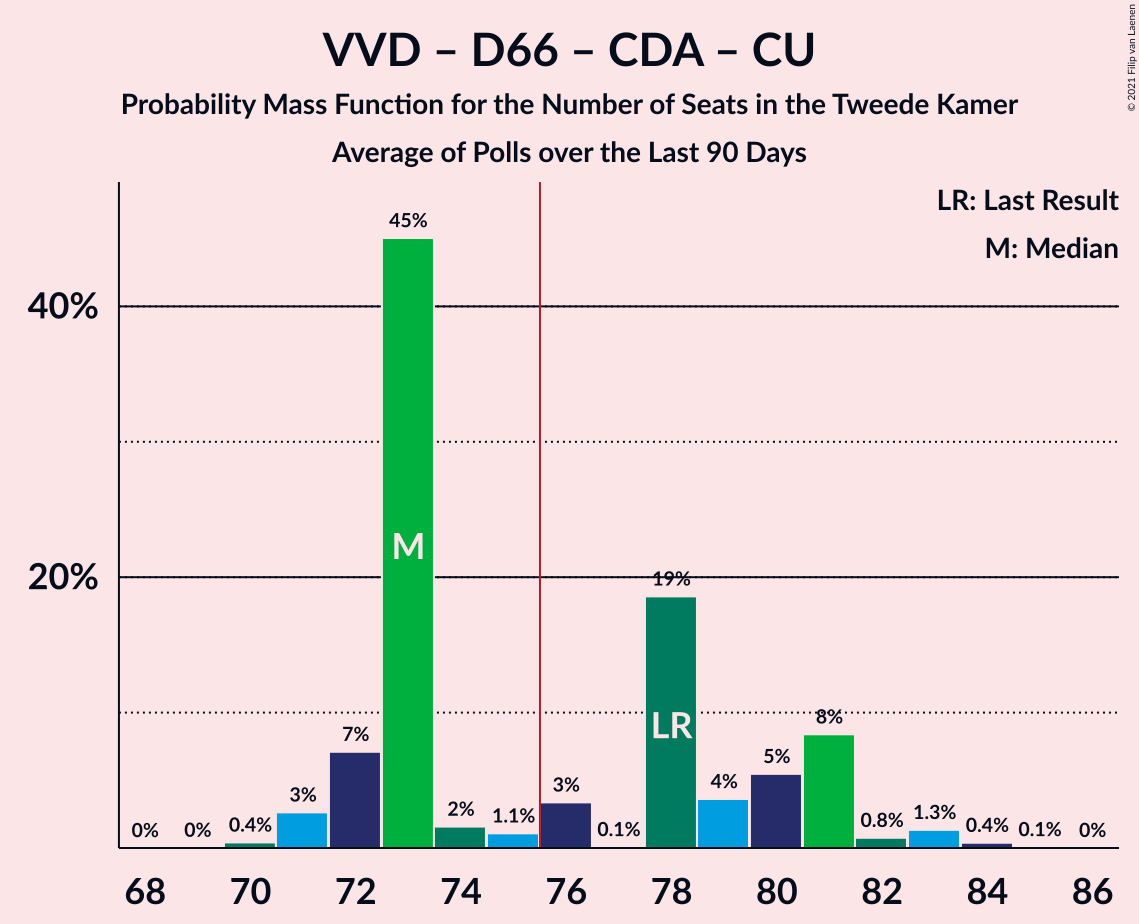 VVD – D66 – CDA – CU
Probability Mass Function for the Number of Seats in the Tweede Kamer
Average of Polls over the Last 90 Days
© 2021 Filip van Laenen
LR: Last Result
M: Median
40%
20%
0%
0%
0.4%
3%
7%
45%
2%
1.1%
3%
0.1%
19%
4%
5%
8%
0.8%
1.3%
0.4%
0.1%
0%
M
LR
68 70 72 74 76 78 80 82 84 86